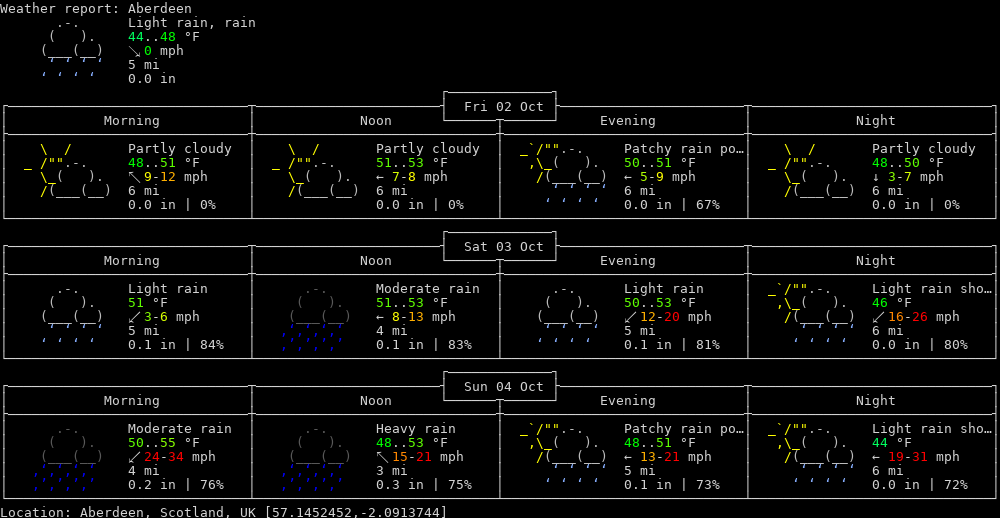 Weather report: Aberdeen
Light rain, rain
44..48 °F
↘ 0 mph
5 mi
0.0 in
Fri 02 Oct
Morning Noon Evening Night
Partly cloudy Partly cloudy Patchy rain po… Partly cloudy
48..51 °F 51..53 °F 50..51 °F 48..50 °F
↖ 9-12 mph ← 7-8 mph ← 5-9 mph ↓ 3-7 mph
6 mi 6 mi 6 mi 6 mi
0.0 in | 0% 0.0 in | 0% 0.0 in | 67% 0.0 in | 0%
Sat 03 Oct
Morning Noon Evening Night
Light rain Moderate rain Light rain Light rain sho…
51 °F 51..53 °F 50..53 °F 46 °F
↙ 3-6 mph ← 8-13 mph ↙ 12-20 mph ↙ 16-26 mph
5 mi 4 mi 5 mi 6 mi
0.1 in | 84% 0.1 in | 83% 0.1 in | 81% 0.0 in | 80%
Sun 04 Oct
Morning Noon Evening Night
Moderate rain Heavy rain Patchy rain po… Light rain sho…
50..55 °F 48..53 °F 48..51 °F 44 °F
↙ 24-34 mph ↖ 15-21 mph ← 13-21 mph ← 19-31 mph
4 mi 3 mi 5 mi 6 mi
0.2 in | 76% 0.3 in | 75% 0.1 in | 73% 0.0 in | 72%
Location: Aberdeen, Scotland, UK [57.1452452,-2.0913744]